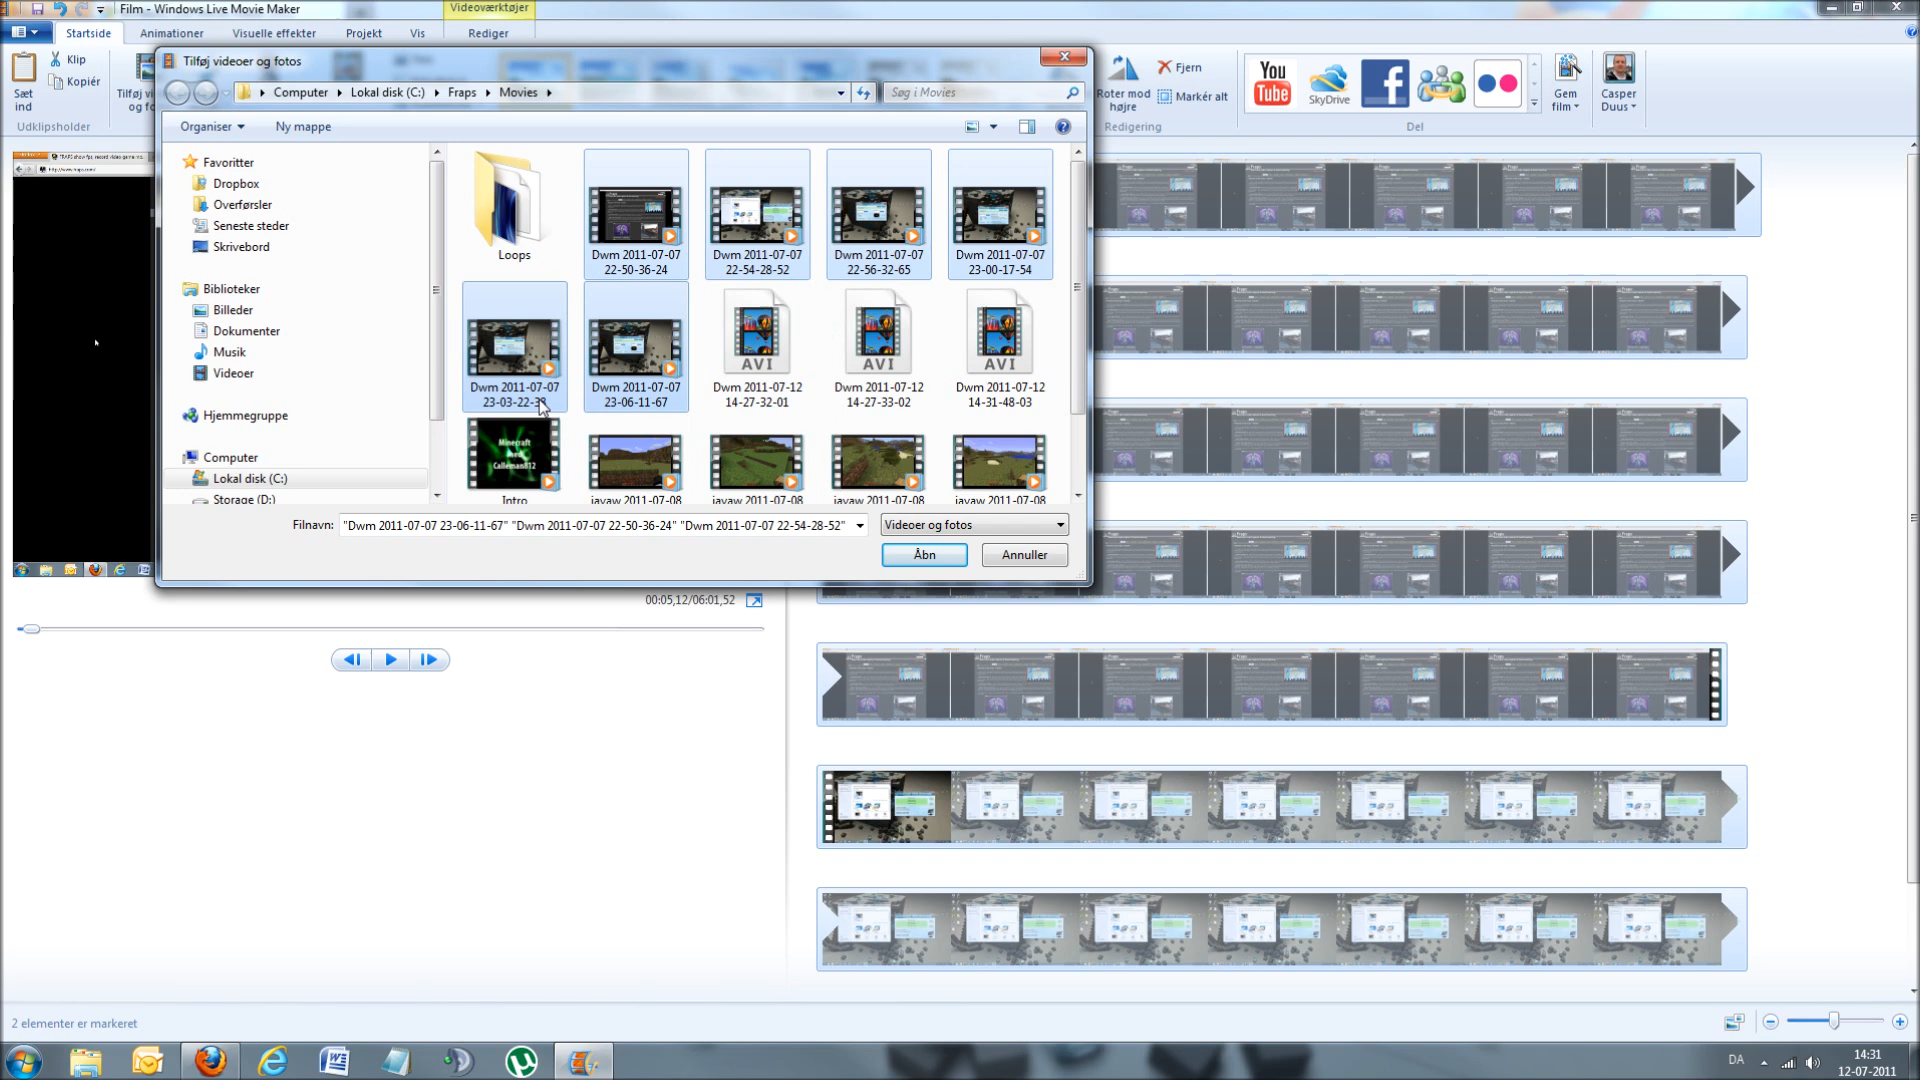 Film - Windows Live Movie Maker
Videoværktøjer
Startside
Animationer
Visuelle effekter
Projekt
Vis
Rediger
Klip
Kopiér
Sæt
ind
Udklipsholder
Tilføj videoer og fotos
Computer
Lokal disk (C:)
Fraps
Movies
Søg i Movies
Organiser
Ny mappe
Favoritter
Dropbox
Overførsler
Seneste steder
Skrivebord
Biblioteker
Billeder
Dokumenter
Musik
Videoer
Hjemmegruppe
Computer
Lokal disk (C:)
Storage (D:)
Loops
Dwm 2011-07-07
22-50-36-24
Dwm 2011-07-07
22-54-28-52
Dwm 2011-07-07
22-56-32-65
Dwm 2011-07-07
23-00-17-54
Dwm 2011-07-07
Dwm 2011-07-07
23-06-11-67
AVI
Dwm 2011-07-12
14-27-32-01
AVI
Dwm 2011-07-12
14-27-33-02
AVI
Dwm 2011-07-12
14-31-48-03
Minecraft
med
Calleman812
Intro
javaw 2011-07-08
javaw 2011-07-08
javaw 2011-07-08
javaw 2011-07-08
Filnavn:
"Dwm 2011-07-07 23-06-11-67" "Dwm 2011-07-07 22-50-36-24" "Dwm 2011-07-07 22-54-28-52"
Videoer og fotos
Åbn
Annuller
Roter mod
højre
Fjern
Markér alt
Redigering
You
Tube
SkyDrive
Del
Gem
film
Casper
Duus
00:05,12/06:01,52
2 elementer er markeret
DA
14:31
12-07-2011